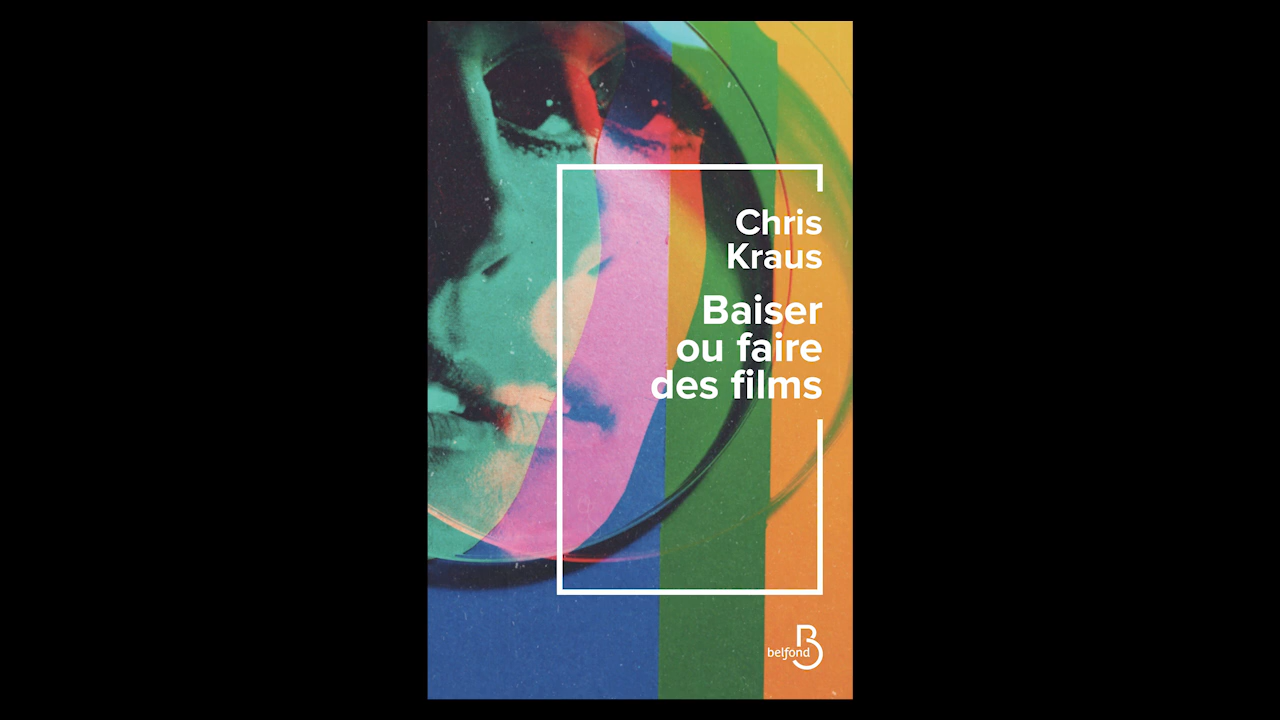 Chris
Kraus
Baiser
ou faire
des films
belfond